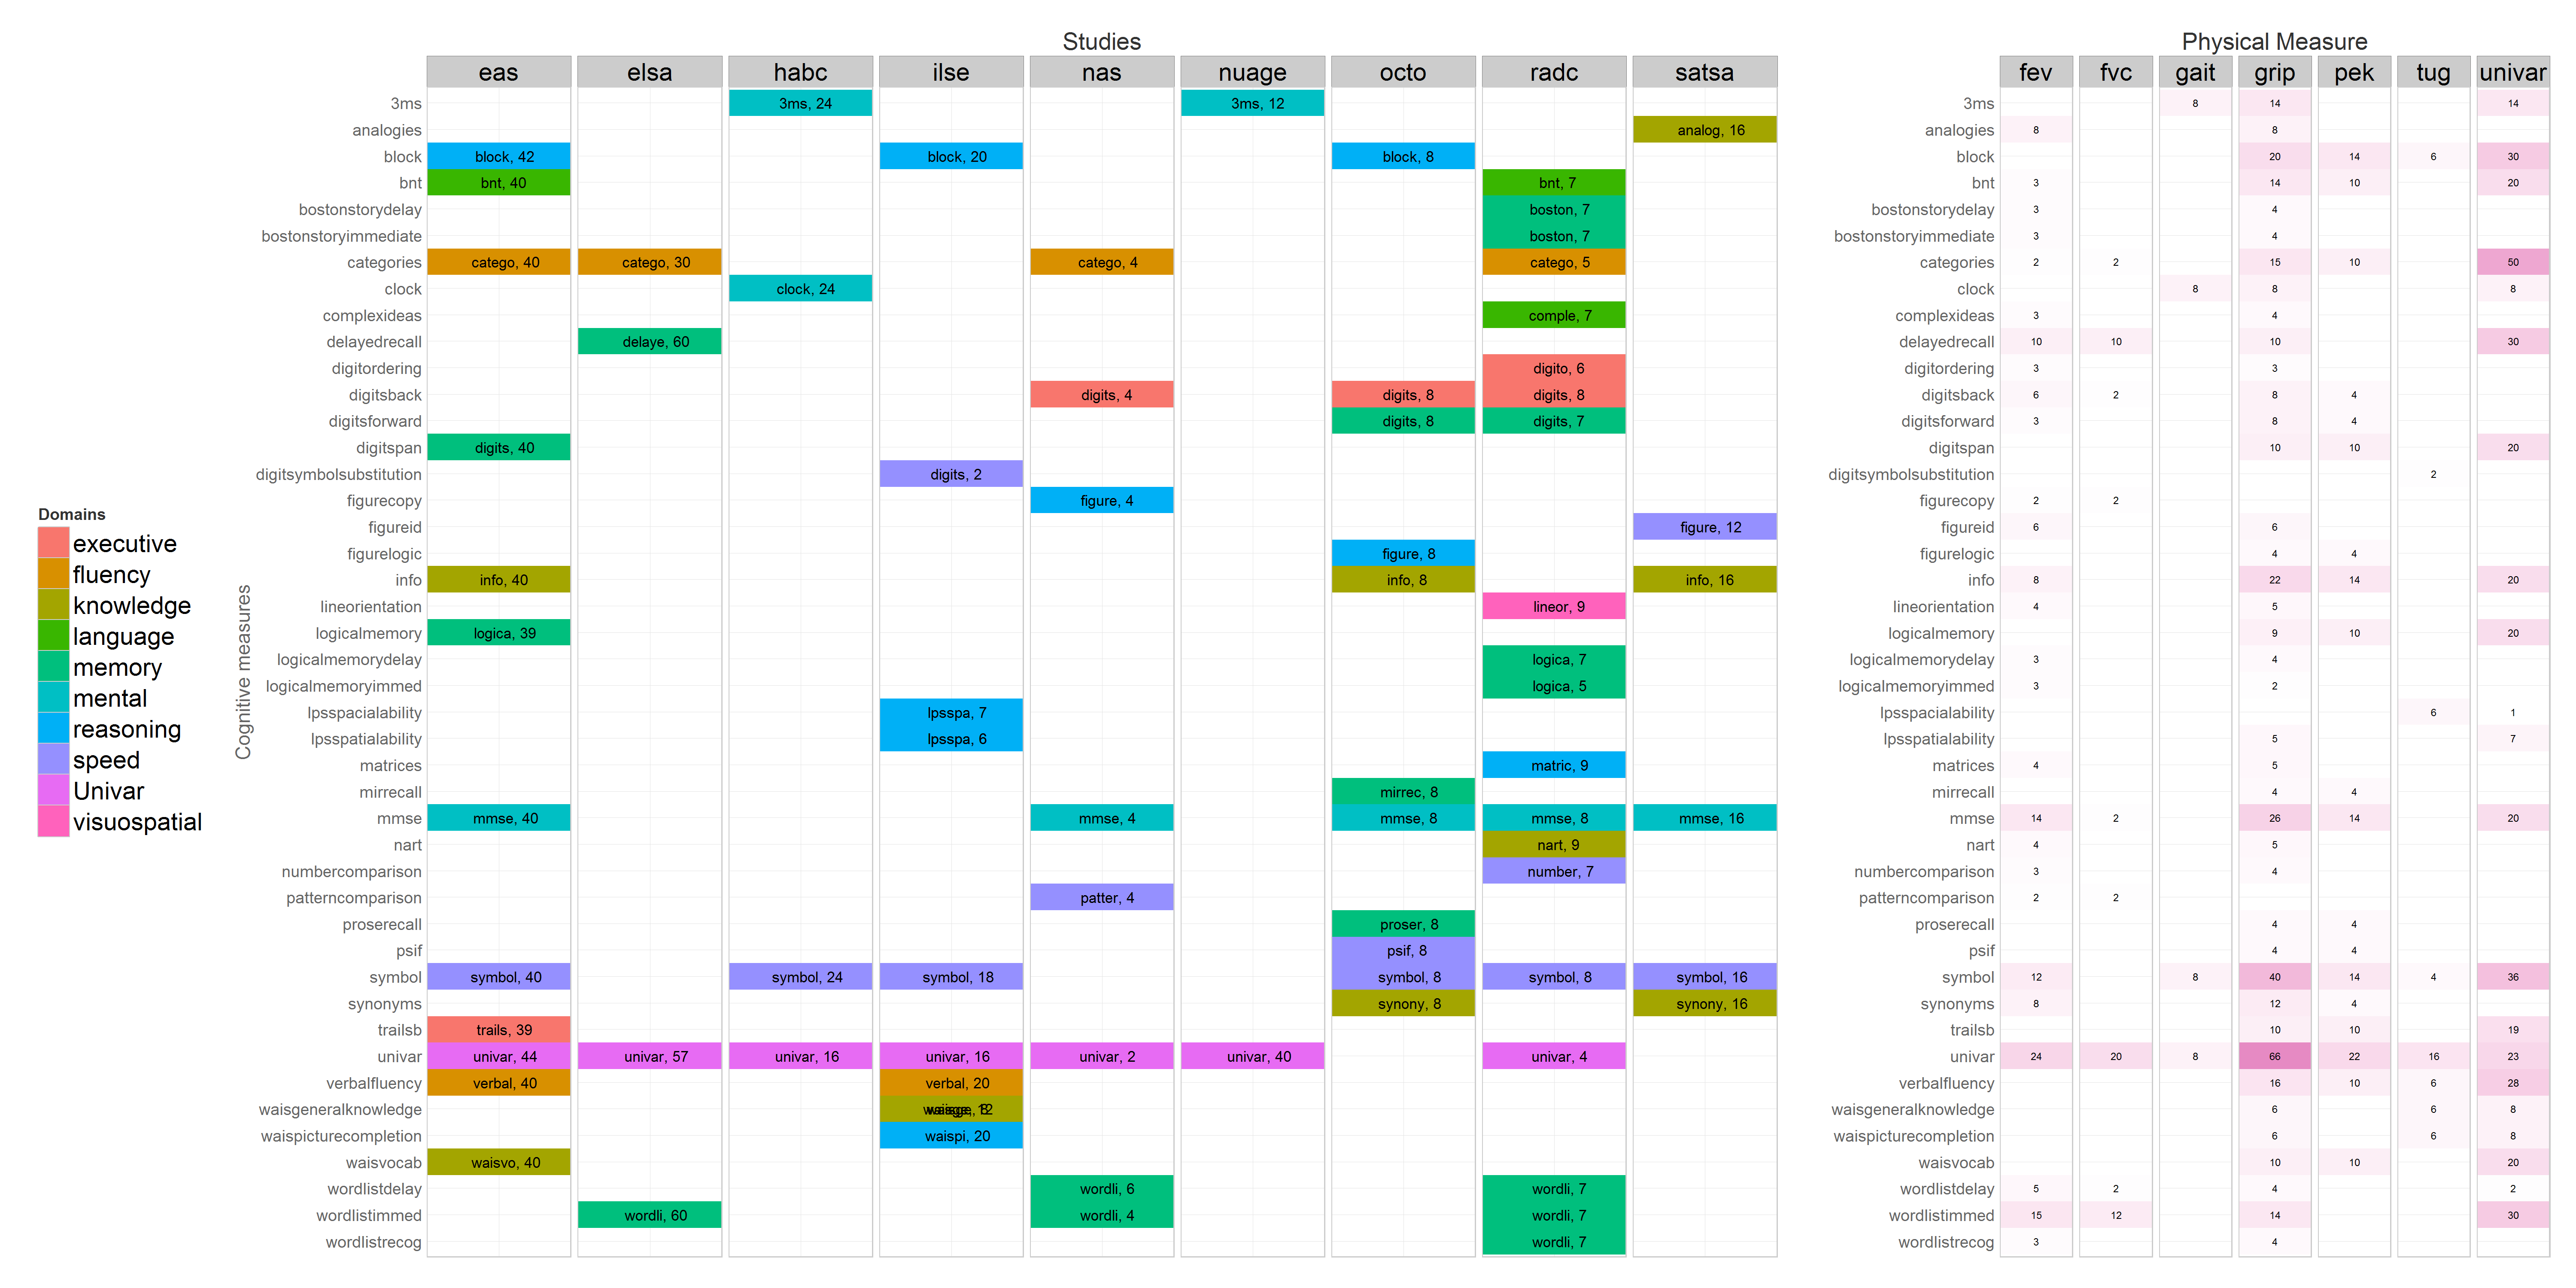 Studies Physical Measure
eas elsa habc ilse nas nuage octo radc satsa fev fvc gait grip pek tug univar
3ms 3ms, 24 3ms, 12 3ms 8 14 14
analogies analog, 16 analogies 8 8
block block, 42 block, 20 block, 8 block 20 14 6 30
bnt bnt, 40 bnt, 7 bnt 3 14 10 20
bostonstorydelay boston, 7 bostonstorydelay 3 4
bostonstoryimmediate boston, 7 bostonstoryimmediate 3 4
categories catego, 40 catego, 30 catego, 4 catego, 5 categories 2 2 15 10 50
clock clock, 24 clock 8 8 8
complexideas comple, 7 complexideas 3 4
delayedrecall delaye, 60 delayedrecall 10 10 10 30
digitordering digito, 6 digitordering 3 3
digitsback digits, 4 digits, 8 digits, 8 digitsback 6 2 8 4
digitsforward digits, 8 digits, 7 digitsforward 3 8 4
digitspan digits, 40 digitspan 10 10 20
digitsymbolsubstitution digits, 2 digitsymbolsubstitution 2
figurecopy figure, 4 figurecopy 2 2
Domains
executive
fluency
knowledge
language
memory
mental
reasoning
speed
Univar
visuospatial
Cognitive measures
figureid figure, 12 figureid 6 6
figurelogic figure, 8 figurelogic 4 4
info info, 40 info, 8 info, 16 info 8 22 14 20
lineorientation lineor, 9 lineorientation 4 5
logicalmemory logica, 39 logicalmemory 9 10 20
logicalmemorydelay logica, 7 logicalmemorydelay 3 4
logicalmemoryimmed logica, 5 logicalmemoryimmed 3 2
lpsspacialability lpsspa, 7 lpsspacialability 6 1
lpsspatialability lpsspa, 6 lpsspatialability 5 7
matrices matric, 9 matrices 4 5
mirrecall mirrec, 8 mirrecall 4 4
mmse mmse, 40 mmse, 4 mmse, 8 mmse, 8 mmse, 16 mmse 14 2 26 14 20
nart nart, 9 nart 4 5
numbercomparison number, 7 numbercomparison 3 4
patterncomparison patter, 4 patterncomparison 2 2
proserecall proser, 8 proserecall 4 4
psif psif, 8 psif 4 4
symbol symbol, 40 symbol, 24 symbol, 18 symbol, 8 symbol, 8 symbol, 16 symbol 12 8 40 14 4 36
synonyms synony, 8 synony, 16 synonyms 8 12 4
trailsb trails, 39 trailsb 10 10 19
univar univar, 44 univar, 57 univar, 16 univar, 16 univar, 2 univar, 40 univar, 4 univar 24 20 8 66 22 16 23
verbalfluency verbal, 40 verbal, 20 verbalfluency 16 10 6 28
waisgeneralknowledge waisgeneralknowledge 6 6 8
waispicturecompletion waispi, 20 waispicturecompletion 6 6 8
waisvocab waisvo, 40 waisvocab 10 10 20
wordlistdelay wordli, 6 wordli, 7 wordlistdelay 5 2 4 2
wordlistimmed wordli, 60 wordli, 4 wordli, 7 wordlistimmed 15 12 14 30
wordlistrecog wordli, 7 wordlistrecog 3 4